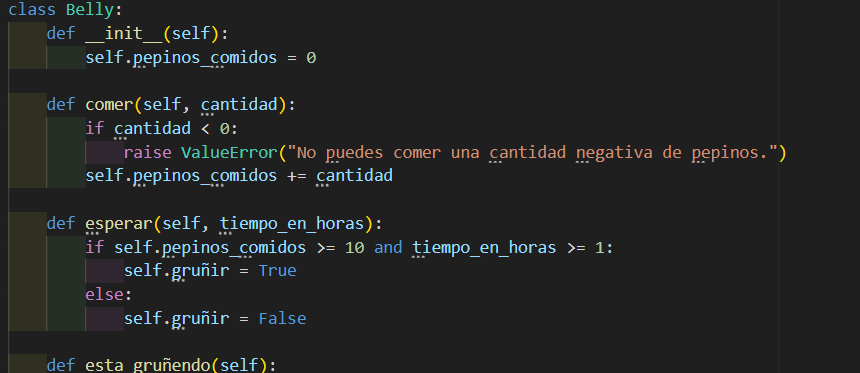 class Belly:
    def __init__(self):
        self.pepinos_comidos = 0
    def comer(self, cantidad):
        if cantidad < 0:
            raise ValueError("No puedes comer una cantidad negativa de pepinos.")
        self.pepinos_comidos += cantidad
    def esperar(self, tiempo_en_horas):
        if self.pepinos_comidos >= 10 and tiempo_en_horas >= 1:
            self.gruñir = True
        else:
            self.gruñir = False
    def esta_gruñendo(self):